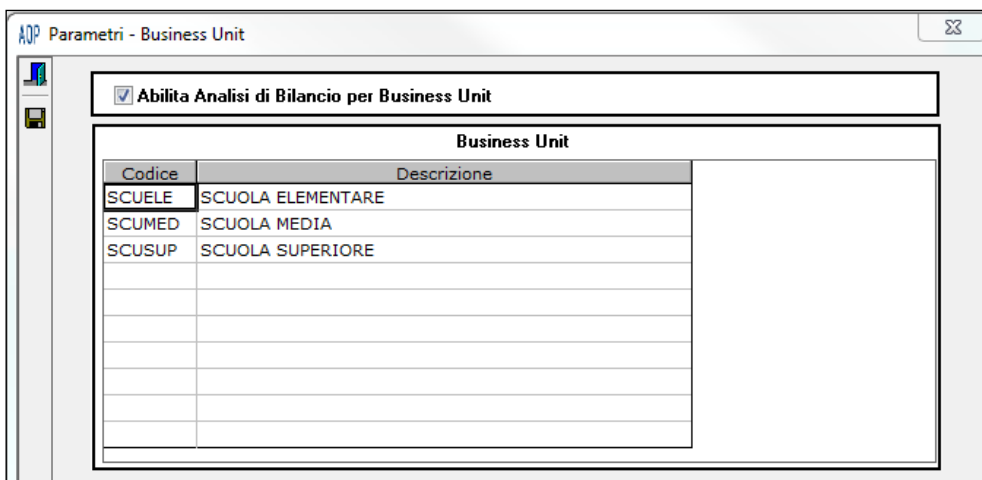 AOP Parametri - Business Unit
Abilita Analisi di Bilancio per Business Unit
Business Unit
Codice Descrizione
SCUELE SCUOLA ELEMENTARE
SCUMED SCUOLA MEDIA
SCUSUP SCUOLA SUPERIORE